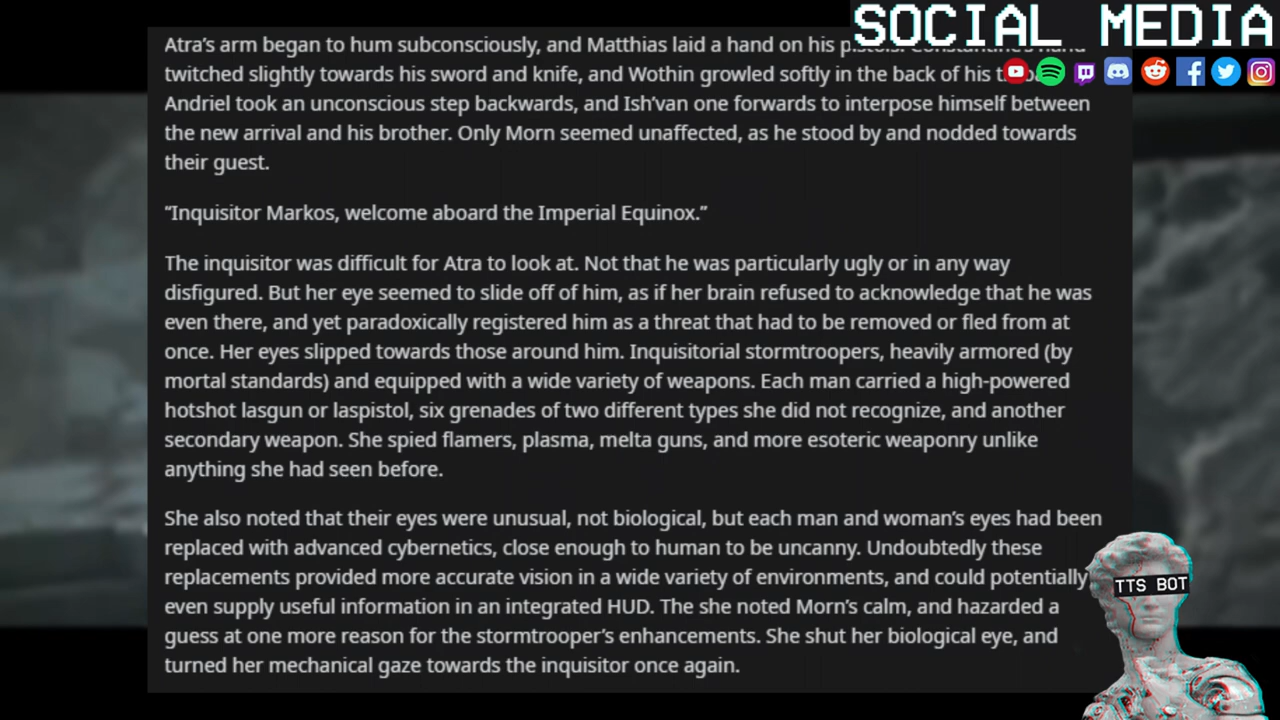 SOCIAL MEDIA
Atra’s arm began to hum subconsciously, and Matthias laid a hand on his
twitched slightly towards his sword and knife, and Wothin growled softly in the back of his
Andriel took an unconscious step backwards, and Ish’van one forwards to interpose himself between
the new arrival and his brother. Only Morn seemed unaffected, as he stood by and nodded towards
their guest.
“Inquisitor Markos, welcome aboard the Imperial Equinox.”
The inquisitor was difficult for Atra to look at. Not that he was particularly ugly or in any way
disfigured. But her eye seemed to slide off of him, as if her brain refused to acknowledge that he was
even there, and yet paradoxically registered him as a threat that had to be removed or fled from at
once. Her eyes slipped towards those around him. Inquisitorial stormtroopers, heavily armored (by
mortal standards) and equipped with a wide variety of weapons. Each man carried a high-powered
hotshot lasgun or laspistol, six grenades of two different types she did not recognize, and another
secondary weapon. She spied flamers, plasma, melta guns, and more esoteric weaponry unlike
anything she had seen before.
She also noted that their eyes were unusual, not biological, but each man and woman’s eyes had been
replaced with advanced cybernetics, close enough to human to be uncanny. Undoubtedly these
replacements provided more accurate vision in a wide variety of environments, and could potentially
even supply useful information in an integrated HUD. The she noted Morn’s calm, and hazarded a
guess at one more reason for the stormtrooper’s enhancements. She shut her biological eye, and
turned her mechanical gaze towards the inquisitor once again.
TTS BOT